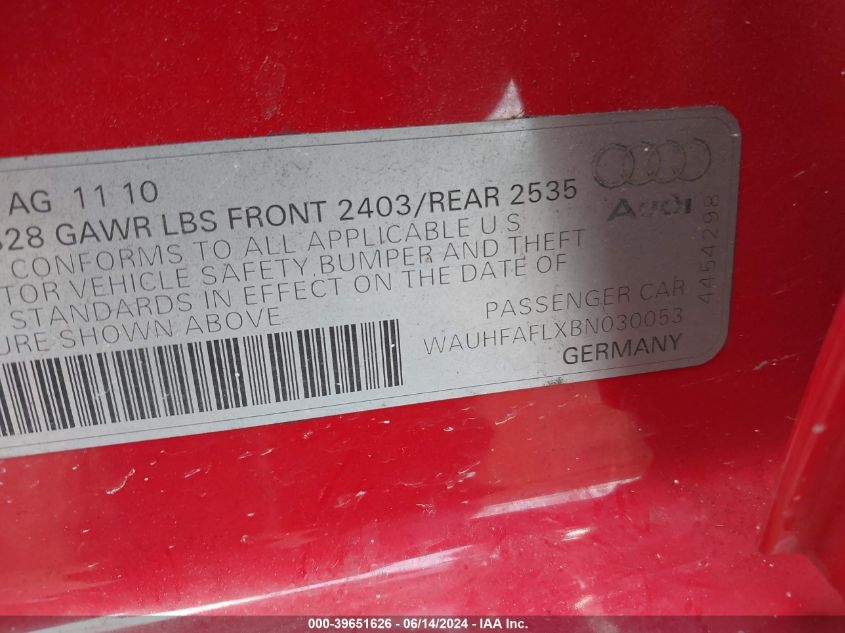 AG 11 10
28 GAWR LBS FRONT 2403/REAR 2535
CONFORMS TO ALL APPLICABLE U S
TOR VEHICLE SAFETY, BUMPER AND THEFT
STANDARDS IN EFFECT ON THE DATE OF
URE SHOWN ABOVE
Audi
4454298
PASSENGER CAR
WAUHFAFLXBN030053
GERMANY
000-39651626 - 06/14/2024 - IAA Inc.